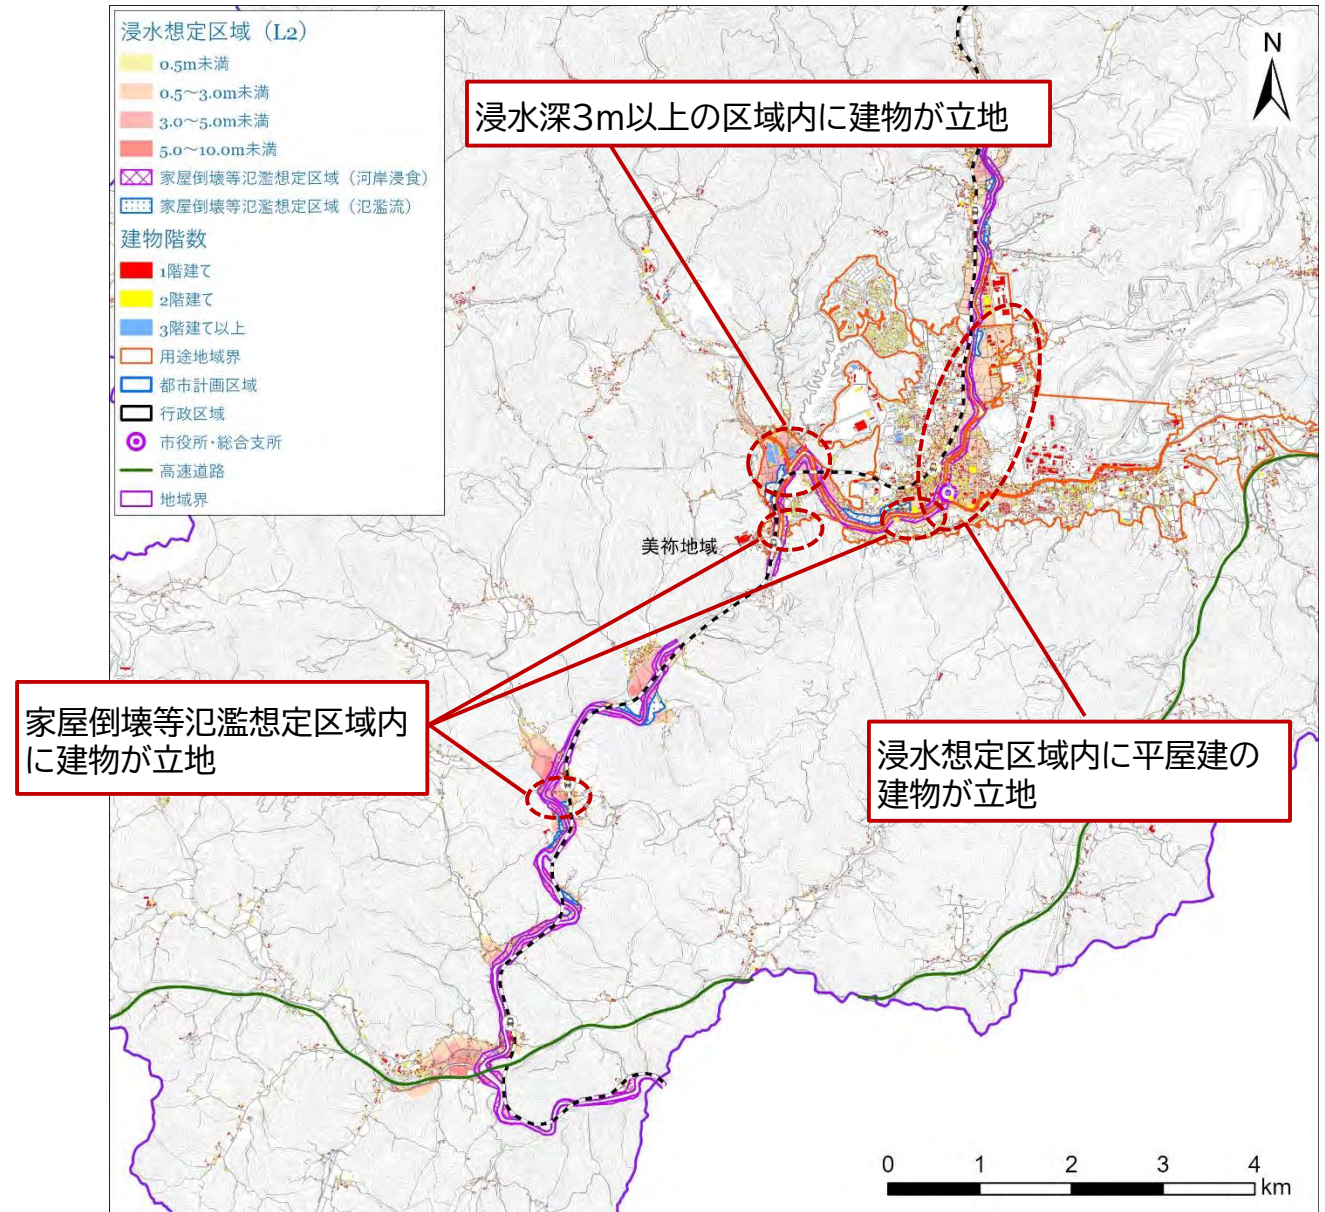 浸水想定区域（L2）
0.5m未満
0.5～3.0m未満
3.0～5.0m未満
5.0～10.0m未満
家屋倒壊等氾濫想定区域（河岸浸食）
家屋倒壊等氾濫想定区域（氾濫流）
建物階数
1階建て
2階建て
3階建て以上
用途地域界
都市計画区域
行政区域
市役所・総合支所
高速道路
地域界
N
浸水深3m以上の区域内に建物が立地
美祢地域
家屋倒壊等氾濫想定区域内
に建物が立地
浸水想定区域内に平屋建の
建物が立地
0 1 2 3 4
km